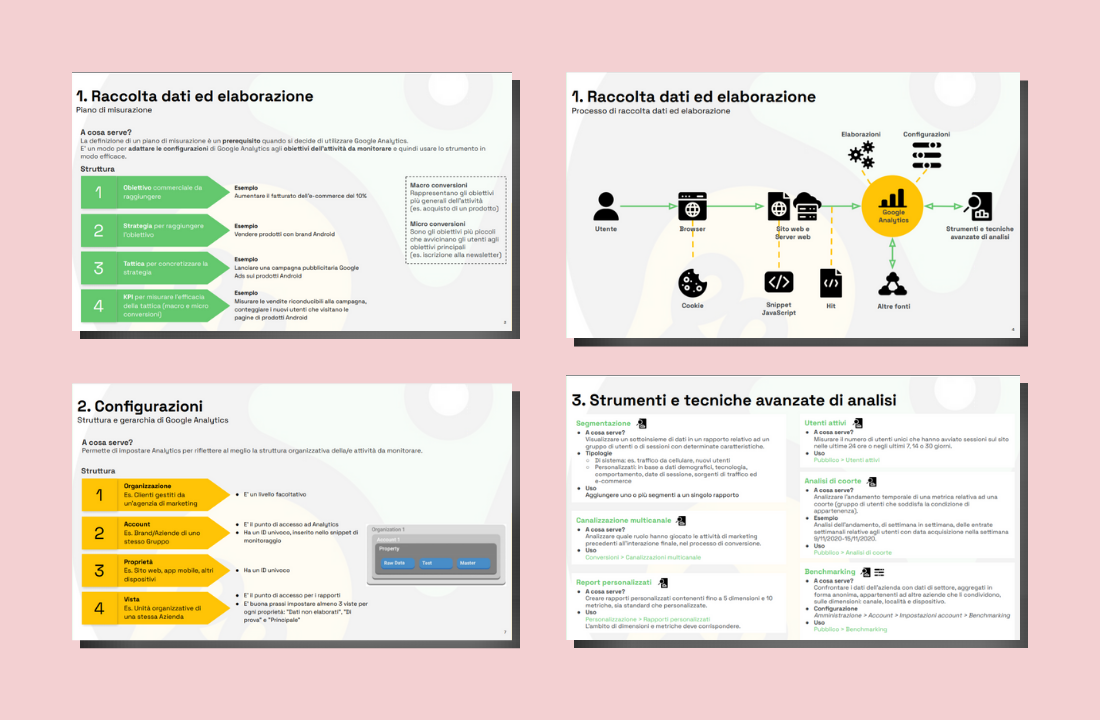 1. Raccolta dati ed elaborazione
Piano di misurazione
A cosa serve?
La definizione di un piano di misurazione è un prerequisito quando si decide di utilizzare Google Analytics.
E' un modo per adattare le configurazioni di Google Analytics agli obiettivi dell'attività da monitorare e quindi usare lo strumento in
modo efficace.
Struttura
1
Obiettivo commerciale da
raggiungere
Esempio
Aumentare il fatturato dell'e-commerce del 10%
2
Strategia per raggiungere
l'obiettivo
Esempio
Vendere prodotti con brand Android
3
Tattica per concretizzare la
strategia
Esempio
Lanciare una campagna pubblicitaria Google
Ads sui prodotti Android
4
KPI per misurare l'efficacia
della tattica (macro e micro
conversioni)
Esempio
Misurare le vendite riconducibili alla campagna,
conteggiare i nuovi utenti che visitano le
pagine di prodotti Android
Macro conversioni
Rappresentano gli obiettivi
più generali dell'attività
(es. acquisto di un prodotto)
Micro conversioni
Sono gli obiettivi più piccoli
che avvicinano gli utenti agli
obiettivi principali
(es. iscrizione alla newsletter)
1. Raccolta dati ed elaborazione
Processo di raccolta dati ed elaborazione
Elaborazioni
Configurazioni
Utente
Browser
Sito web e
Server web
Google
Analytics
Strumenti e tecniche
avanzate di analisi
Cookie
Snippet
JavaScript
Hit
Altre fonti
2. Configurazioni
Struttura e gerarchia di Google Analytics
A cosa serve?
Permette di impostare Analytics per riflettere al meglio la struttura organizzativa della/e attività da monitorare.
Struttura
1
Organizzazione
Es. Clienti gestiti da
un'agenzia di marketing
● E' un livello facoltativo
2
Account
Es. Brand/Aziende di uno
stesso Gruppo
● E' il punto di accesso ad Analytics
● Ha un ID univoco, inserito nello snippet di
monitoraggio
3
Proprietà
Es. Sito web, app mobile, altri
dispositivi
● Ha un ID univoco
4
Vista
Es. Unità organizzative di
una stessa Azienda
● E' il punto di accesso per i rapporti
● E' buona prassi impostare almeno 3 viste per
ogni proprietà: "Dati non elaborati", "Di
prova" e "Principale"
Organization 1
Account 1
Property
Raw Data
Test
Master
3. Strumenti e tecniche avanzate di analisi
Segmentazione
● A cosa serve?
Visualizzare un sottoinsieme di dati in un rapporto relativo ad un
gruppo di utenti o di sessioni con determinate caratteristiche.
● Tipologie
○ Di sistema: es. traffico da cellulare, nuovi utenti
○ Personalizzati: in base a dati demografici, tecnologia,
comportamento, date di sessione, sorgenti di traffico ed
e-commerce
● Uso
Aggiungere uno o più segmenti a un singolo rapporto
Canalizzazione multicanale
● A cosa serve?
Analizzare quale ruolo hanno giocato le attività di marketing
precedenti all'interazione finale, nel processo di conversione.
● Uso
Conversioni > Canalizzazioni multicanale
Report personalizzati
● A cosa serve?
Creare rapporti personalizzati contenenti fino a 5 dimensioni e 10
metriche, sia standard che personalizzate.
● Uso
Personalizzazione > Rapporti personalizzati
L'ambito di dimensioni e metriche deve corrispondere.
Utenti attivi
● A cosa serve?
Misurare il numero di utenti unici che hanno avviato sessioni sul sito
nelle ultime 24 ore o negli ultimi 7, 14 o 30 giorni.
● Uso
Pubblico > Utenti attivi
Analisi di coorte
● A cosa serve?
Analizzare l'andamento temporale di una metrica relativa ad una
coorte (gruppo di utenti che soddisfa la condizione di
appartenenza).
● Esempio
Analisi dell'andamento, di settimana in settimana, delle entrate
settimanali relative agli utenti con data acquisizione nella settimana
9/11/2020-15/11/2020.
● Uso
Pubblico > Analisi di coorte
Benchmarking
● A cosa serve?
Confrontare i dati dell'azienda con dati di settore, aggregati in
forma anonima, appartenenti ad altre aziende che li condividono,
sulle dimensioni: canale, località e dispositivo.
● Configurazione
Amministrazione > Account > Impostazioni account > Benchmarking
● Uso
Pubblico > Benchmarking